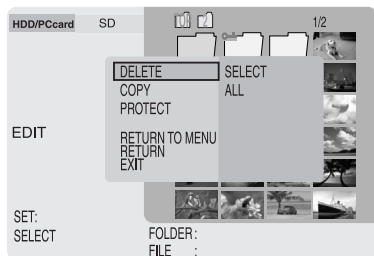 HDD/PCcard SD 1/2
DELETE SELECT
COPY ALL
PROTECT
EDIT
RETURN TO MENU
RETURN
EXIT
SET:
SELECT
FOLDER :
FILE :